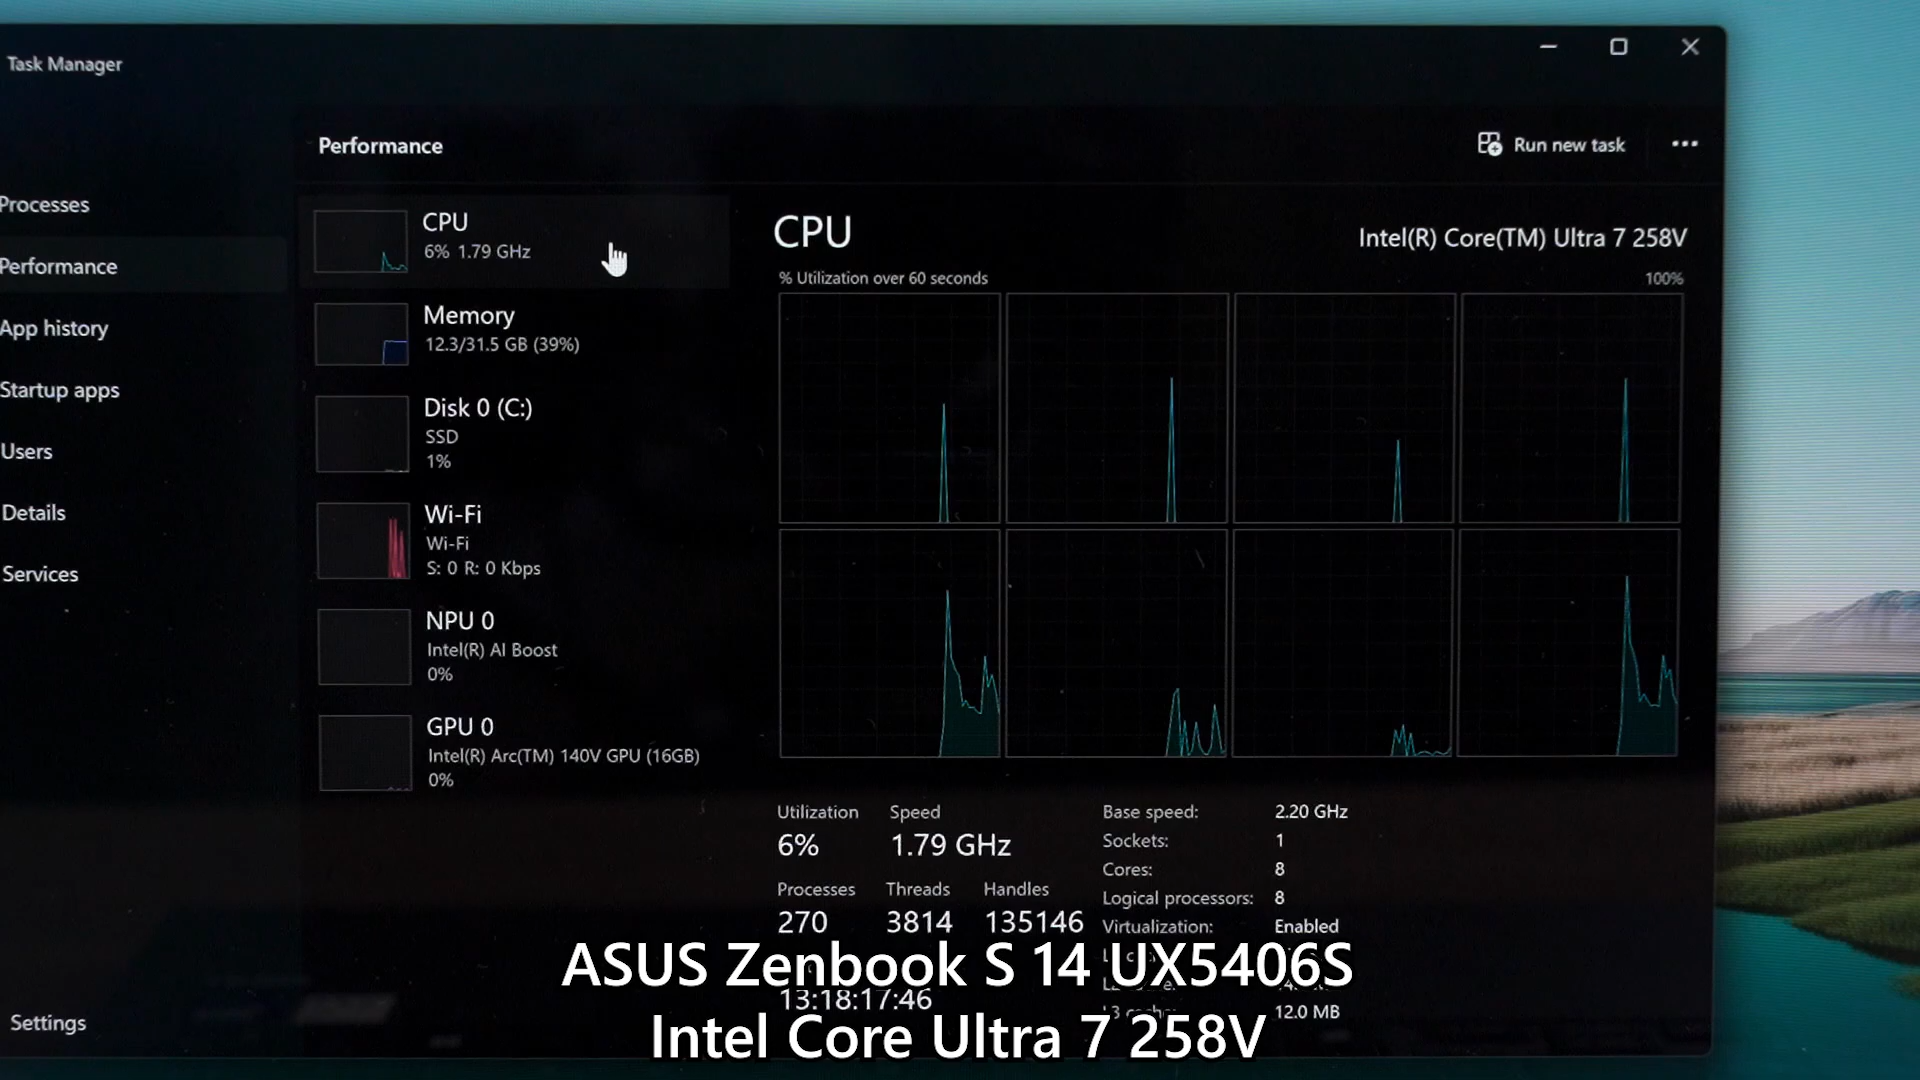 Task Manager
Performance
Run new task
Processes
Performance
App history
Startup apps
Users
Details
Services
Settings
CPU
6% 1.79 GHz
Memory
12.3/31.5 GB (39%)
Disk 0 (C:)
SSD
1%
Wi-Fi
Wi-Fi
S: 0 R: 0 Kbps
NPU 0
Intel(R) AI Boost
0%
GPU 0
Intel(R) Arc(TM) 140V GPU (16GB)
0%
CPU
Intel(R) Core(TM) Ultra 7 258V
% Utilization over 60 seconds
100%
Utilization
Speed
6%
1.79 GHz
Processes
Threads
Handles
270
3814
135146
13:18:17:46
Base speed:
2.20 GHz
Sockets:
1
Cores:
8
Logical processors:
8
Virtualization:
Enabled
12.0 MB
ASUS Zenbook S 14 UX5406S
Intel Core Ultra 7 258V